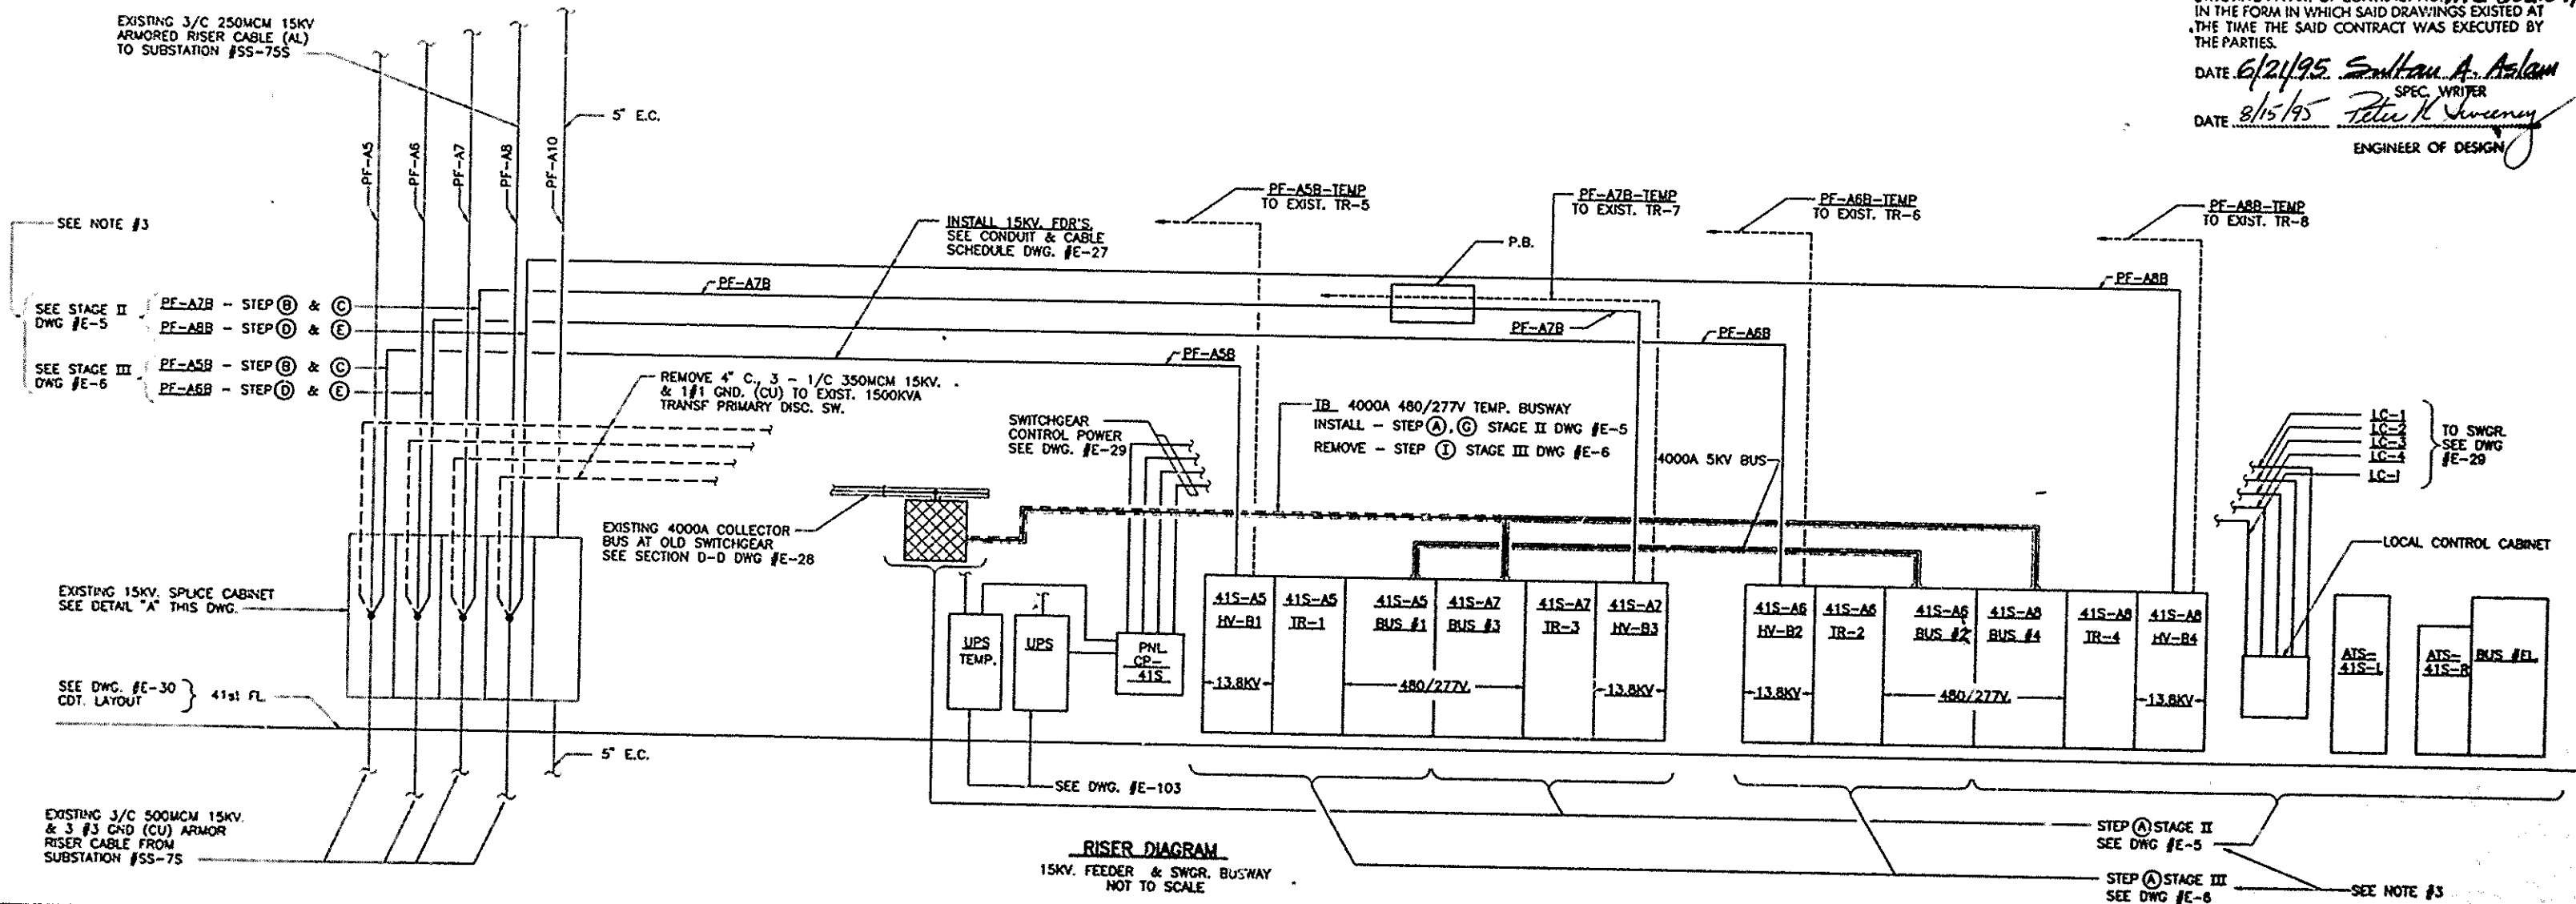 IN THE FORM IN WHICH SAID DRAWINGS EXISTED AT
THE TIME THE SAID CONTRACT WAS EXECUTED BY
THE PARTIES.
DATE 6/21/95 Sultan A. Aslam
SPEC. WRITER
DATE 8/15/95 Peter K Sweeney
ENGINEER OF DESIGN
EXISTING 3/C 250MCM 15KV
ARMORED RISER CABLE (AL)
TO SUBSTATION #SS-75S
5" E.C.
PF-A5
PF-A6
PF-A7
PF-A8
PF-A10
SEE NOTE #3
SEE STAGE II
DWG #E-5
PF-A7B - STEP Ⓑ & Ⓒ
PF-A8B - STEP Ⓓ & Ⓔ
SEE STAGE III
DWG #E-6
PF-A5B - STEP Ⓑ & Ⓒ
PF-A6B - STEP Ⓓ & Ⓔ
INSTALL 15KV. FDR'S.
SEE CONDUIT & CABLE
SCHEDULE DWG. #E-27
PF-A5B-TEMP
TO EXIST. TR-5
PF-A7B-TEMP
TO EXIST. TR-7
PF-A6B-TEMP
TO EXIST. TR-6
PF-A8B-TEMP
TO EXIST. TR-8
P.B.
PF-A7B
PF-A8B
PF-A7B
PF-A6B
PF-A5B
REMOVE 4" C., 3 - 1/C 350MCM 15KV.
& 1#1 GND. (CU) TO EXIST. 1500KVA
TRANSF PRIMARY DISC. SW.
SWITCHGEAR
CONTROL POWER
SEE DWG. #E-29
TB 4000A 480/277V TEMP. BUSWAY
INSTALL - STEP Ⓐ, Ⓖ STAGE II DWG #E-5
REMOVE - STEP Ⓘ STAGE III DWG #E-6
4000A 5KV BUS
LC-1
LC-2
LC-3
LC-4
LC-1
TO SWGR.
SEE DWG
#E-29
EXISTING 4000A COLLECTOR
BUS AT OLD SWITCHGEAR
SEE SECTION D-D DWG #E-28
LOCAL CONTROL CABINET
EXISTING 15KV. SPLICE CABINET
SEE DETAIL "A" THIS DWG.
UPS
TEMP.
UPS
PNL.
CP-
41S
41S-A5
HV-B1
41S-A5
TR-1
41S-A5
BUS #1
41S-A7
BUS #3
41S-A7
TR-3
41S-A7
HV-B3
13.8KV
480/277V.
13.8KV
41S-A6
HV-B2
41S-A6
TR-2
41S-A6
BUS #2
41S-A8
BUS #4
41S-A8
TR-4
41S-A8
HV-B4
13.8KV
480/277V.
13.8KV
ATS-
41S-L
ATS-
41S-R
BUS #EL
SEE DWG. #E-30
CDT. LAYOUT
41st FL.
5" E.C.
SEE DWG. #E-103
EXISTING 3/C 500MCM 15KV.
& 3 #3 GND (CU) ARMOR
RISER CABLE FROM
SUBSTATION #SS-7S
RISER DIAGRAM
15KV. FEEDER & SWGR. BUSWAY
NOT TO SCALE
STEP Ⓐ STAGE II
SEE DWG #E-5
STEP Ⓐ STAGE III
SEE DWG #E-6
SEE NOTE #3